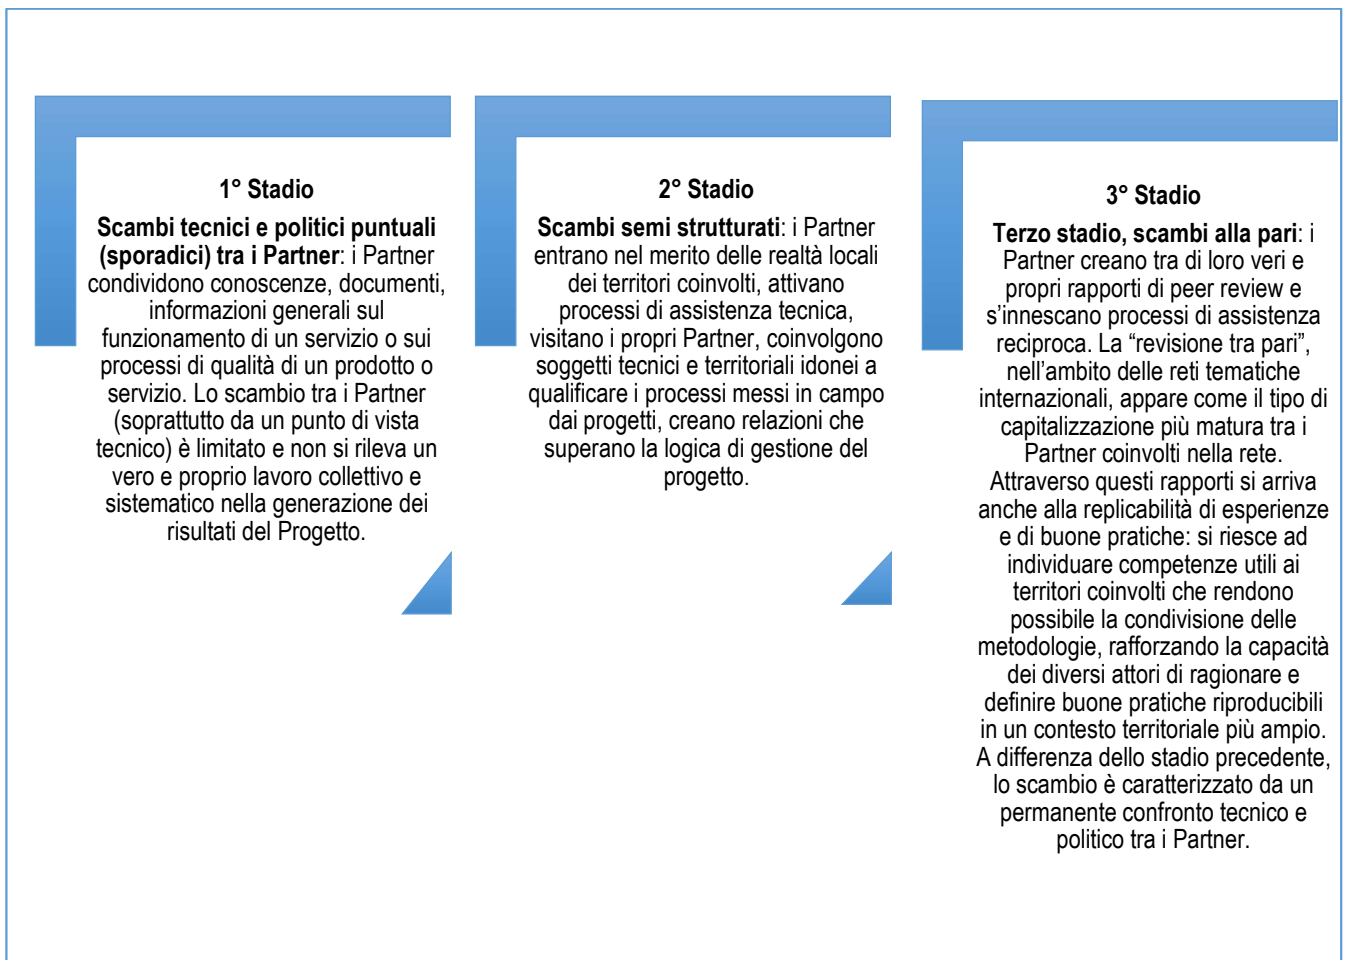 1° Stadio
Scambi tecnici e politici puntuali
(sporadici) tra i Partner: i Partner
condividono conoscenze, documenti,
informazioni generali sul
funzionamento di un servizio o sui
processi di qualità di un prodotto o
servizio. Lo scambio tra i Partner
(soprattutto da un punto di vista
tecnico) è limitato e non si rileva un
vero e proprio lavoro collettivo e
sistematico nella generazione dei
risultati del Progetto.
2° Stadio
Scambi semi strutturati: i Partner
entrano nel merito delle realtà locali
dei territori coinvolti, attivano
processi di assistenza tecnica,
visitano i propri Partner, coinvolgono
soggetti tecnici e territoriali idonei a
qualificare i processi messi in campo
dai progetti, creano relazioni che
superano la logica di gestione del
progetto.
3° Stadio
Terzo stadio, scambi alla pari: i
Partner creano tra di loro veri e
propri rapporti di peer review e
s'innescano processi di assistenza
reciproca. La “revisione tra pari”,
nell'ambito delle reti tematiche
internazionali, appare come il tipo di
capitalizzazione più matura tra i
Partner coinvolti nella rete.
Attraverso questi rapporti si arriva
anche alla replicabilità di esperienze
e di buone pratiche: si riesce ad
individuare competenze utili ai
territori coinvolti che rendono
possibile la condivisione delle
metodologie, rafforzando la capacità
dei diversi attori di ragionare e
definire buone pratiche riproducibili
in un contesto territoriale più ampio.
A differenza dello stadio precedente,
lo scambio è caratterizzato da un
permanente confronto tecnico e
politico tra i Partner.